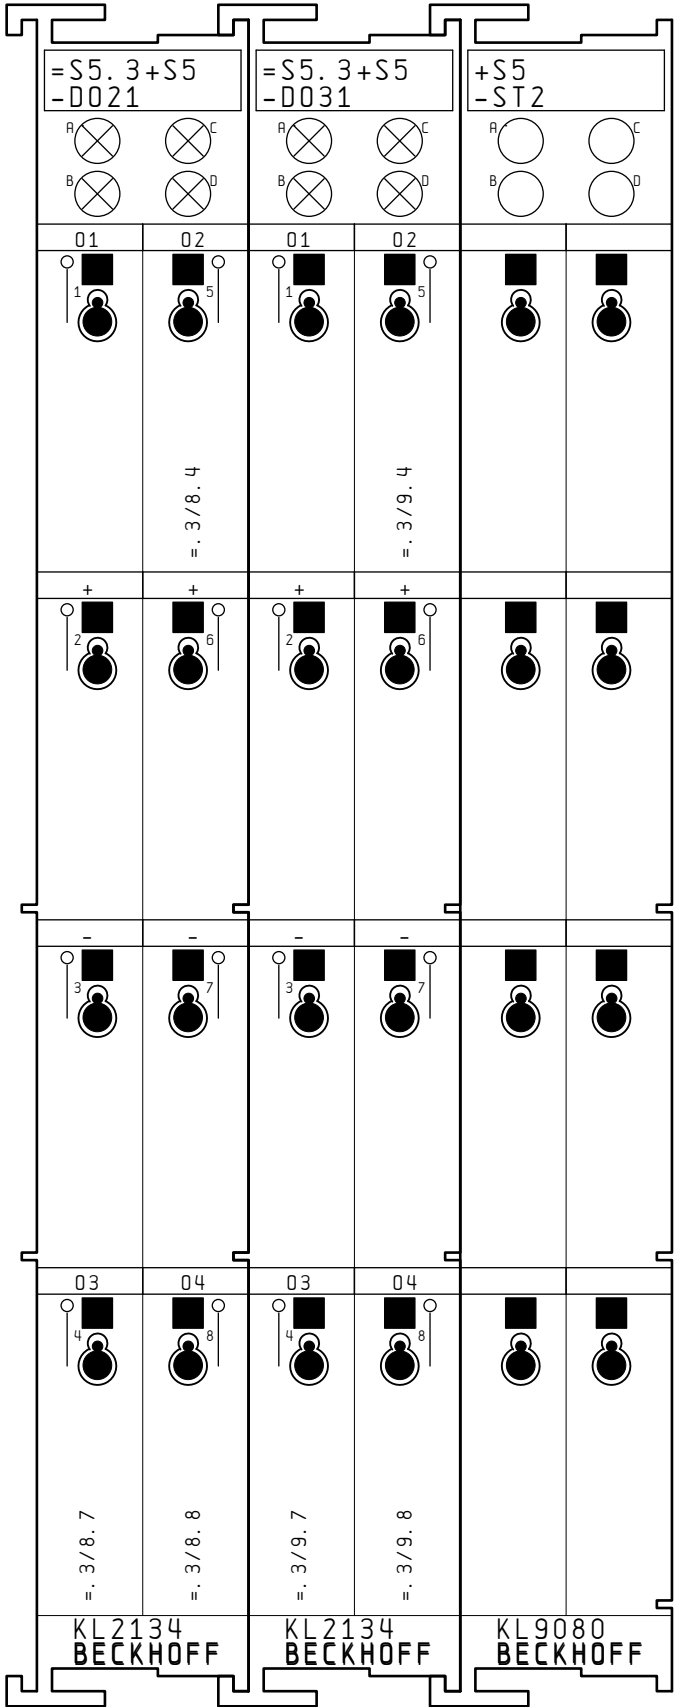 =S5.3+S5
-D021
A C
B D
01 02
1 5
=.3/8.4
+ +
2 6
- -
3 7
03 04
4 8
=.3/8.7
=.3/8.8
KL2134
BECKHOFF
=S5.3+S5
-D031
A C
B D
01 02
1 5
=.3/9.4
+ +
2 6
- -
3 7
03 04
4 8
=.3/9.7
=.3/9.8
KL2134
BECKHOFF
+S5
-ST2
A C
B D
KL9080
BECKHOFF